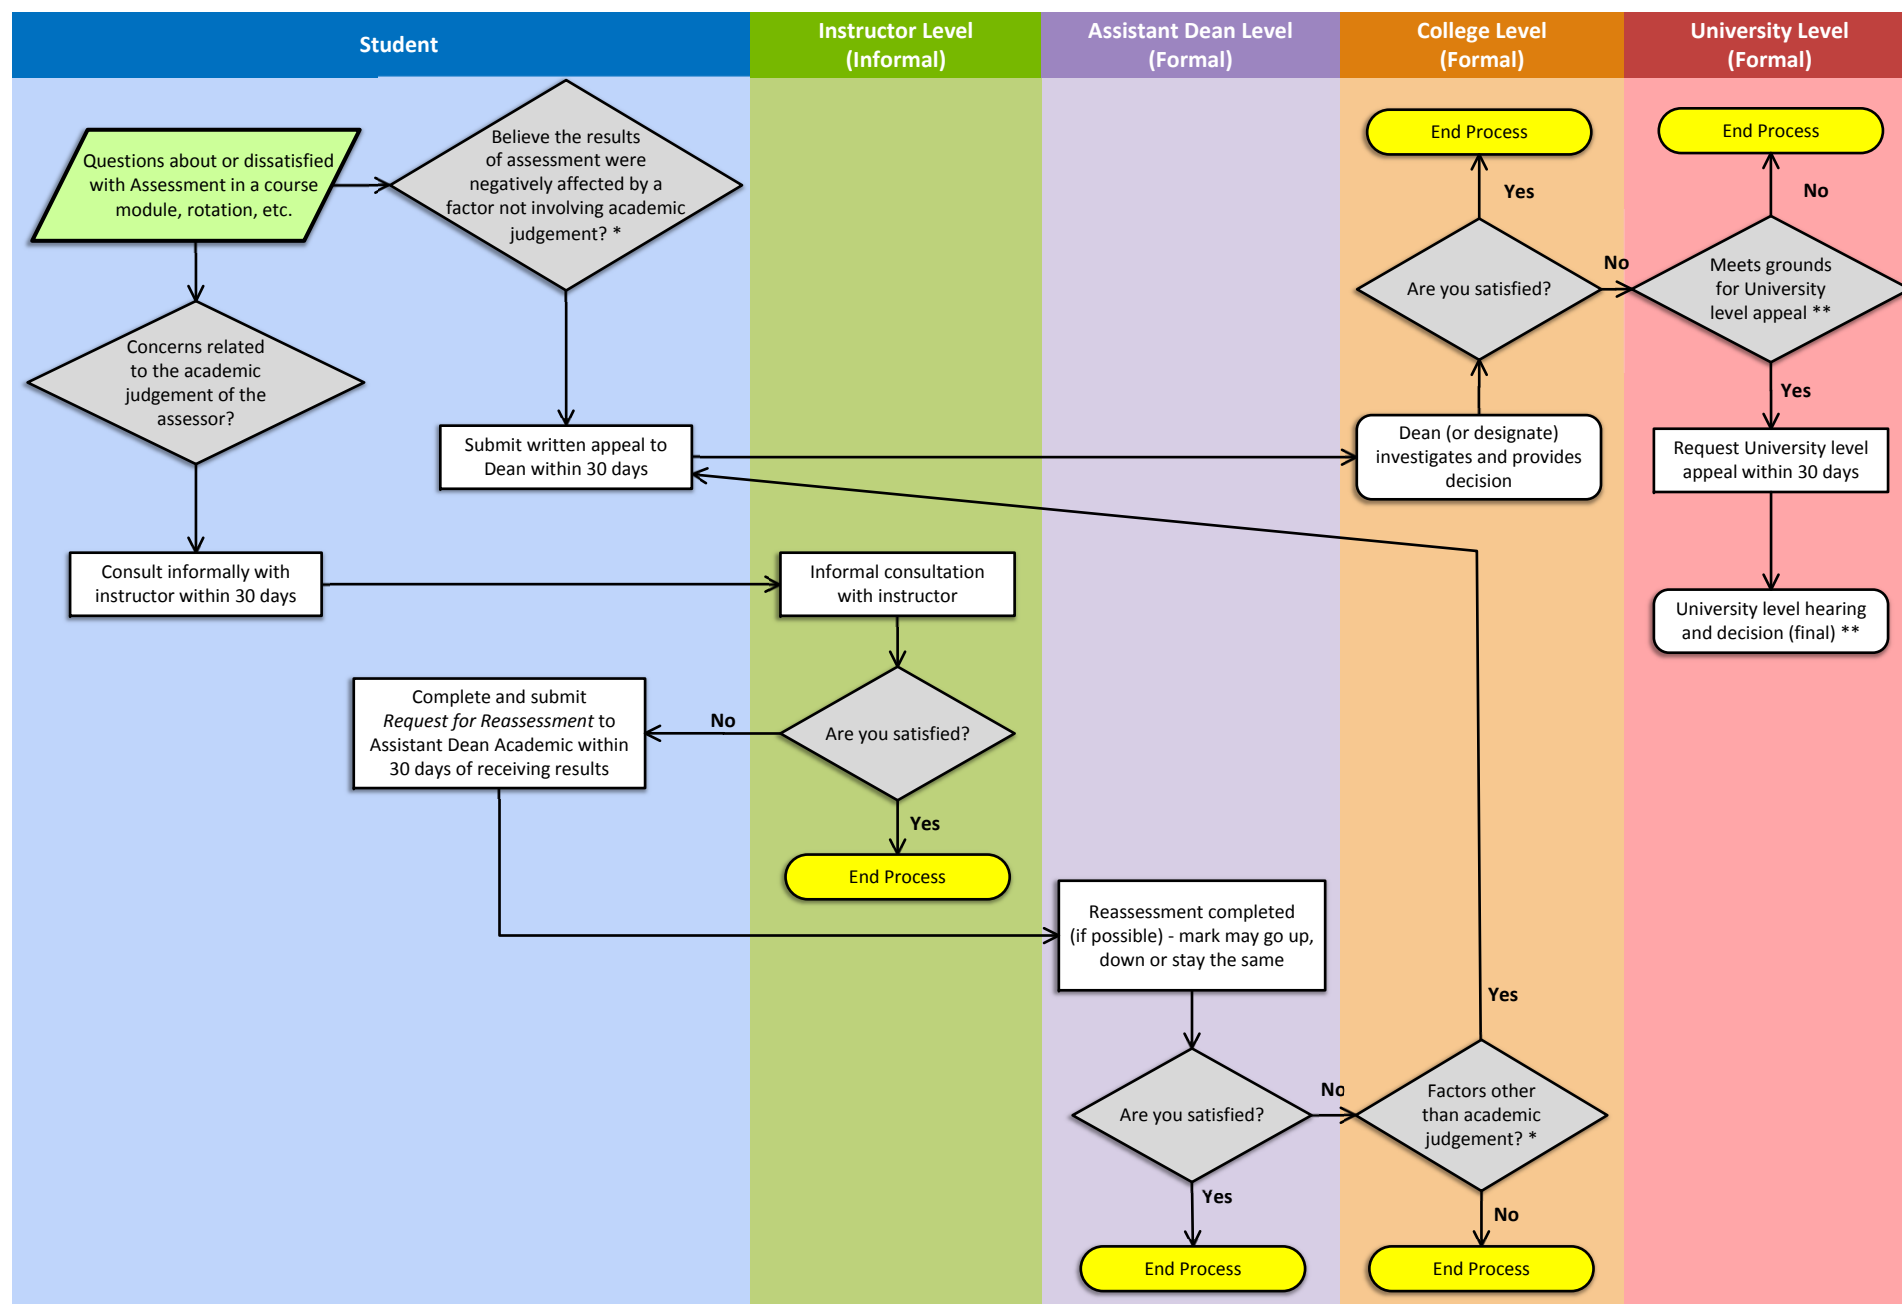 Student
Instructor Level
(Informal)
Assistant Dean Level
(Formal)
College Level
(Formal)
University Level
(Formal)
Questions about or dissatisfied
with Assessment in a course
module, rotation, etc.
Believe the results
of assessment were
negatively affected by a
factor not involving academic
judgement? *
End Process
End Process
Yes
No
Are you satisfied?
No
Meets grounds
for University
level appeal **
Concerns related
to the academic
judgement of the
assessor?
Yes
Submit written appeal to
Dean within 30 days
Dean (or designate)
investigates and provides
decision
Request University level
appeal within 30 days
Consult informally with
instructor within 30 days
Informal consultation
with instructor
University level hearing
and decision (final) **
Complete and submit
Request for Reassessment to
Assistant Dean Academic within
30 days of receiving results
No
Are you satisfied?
Yes
End Process
Reassessment completed
(if possible) - mark may go up,
down or stay the same
Yes
Are you satisfied?
No
Factors other
than academic
judgement? *
Yes
No
End Process
End Process